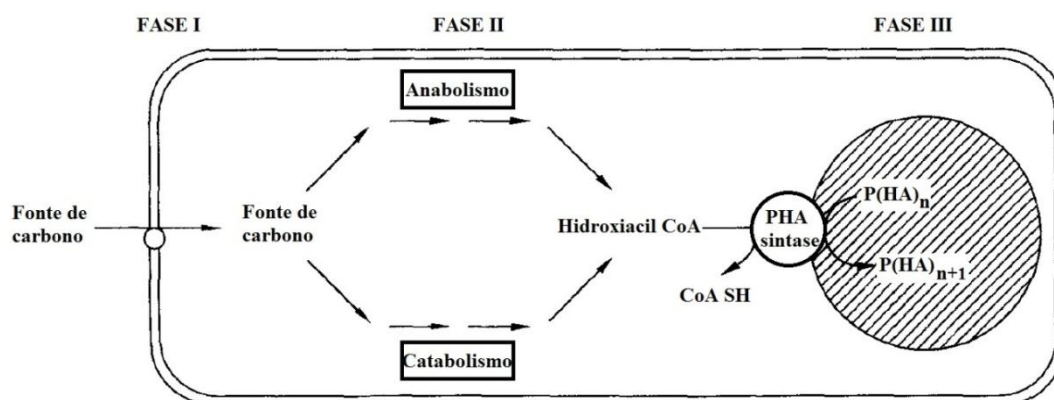 FASE I
FASE II
FASE III
Anabolismo
Fonte de
carbono
Fonte de
carbono
Hidroxiacil CoA
PHA
sintase
P(HA)n
P(HA)n+1
CoA SH
Catabolismo